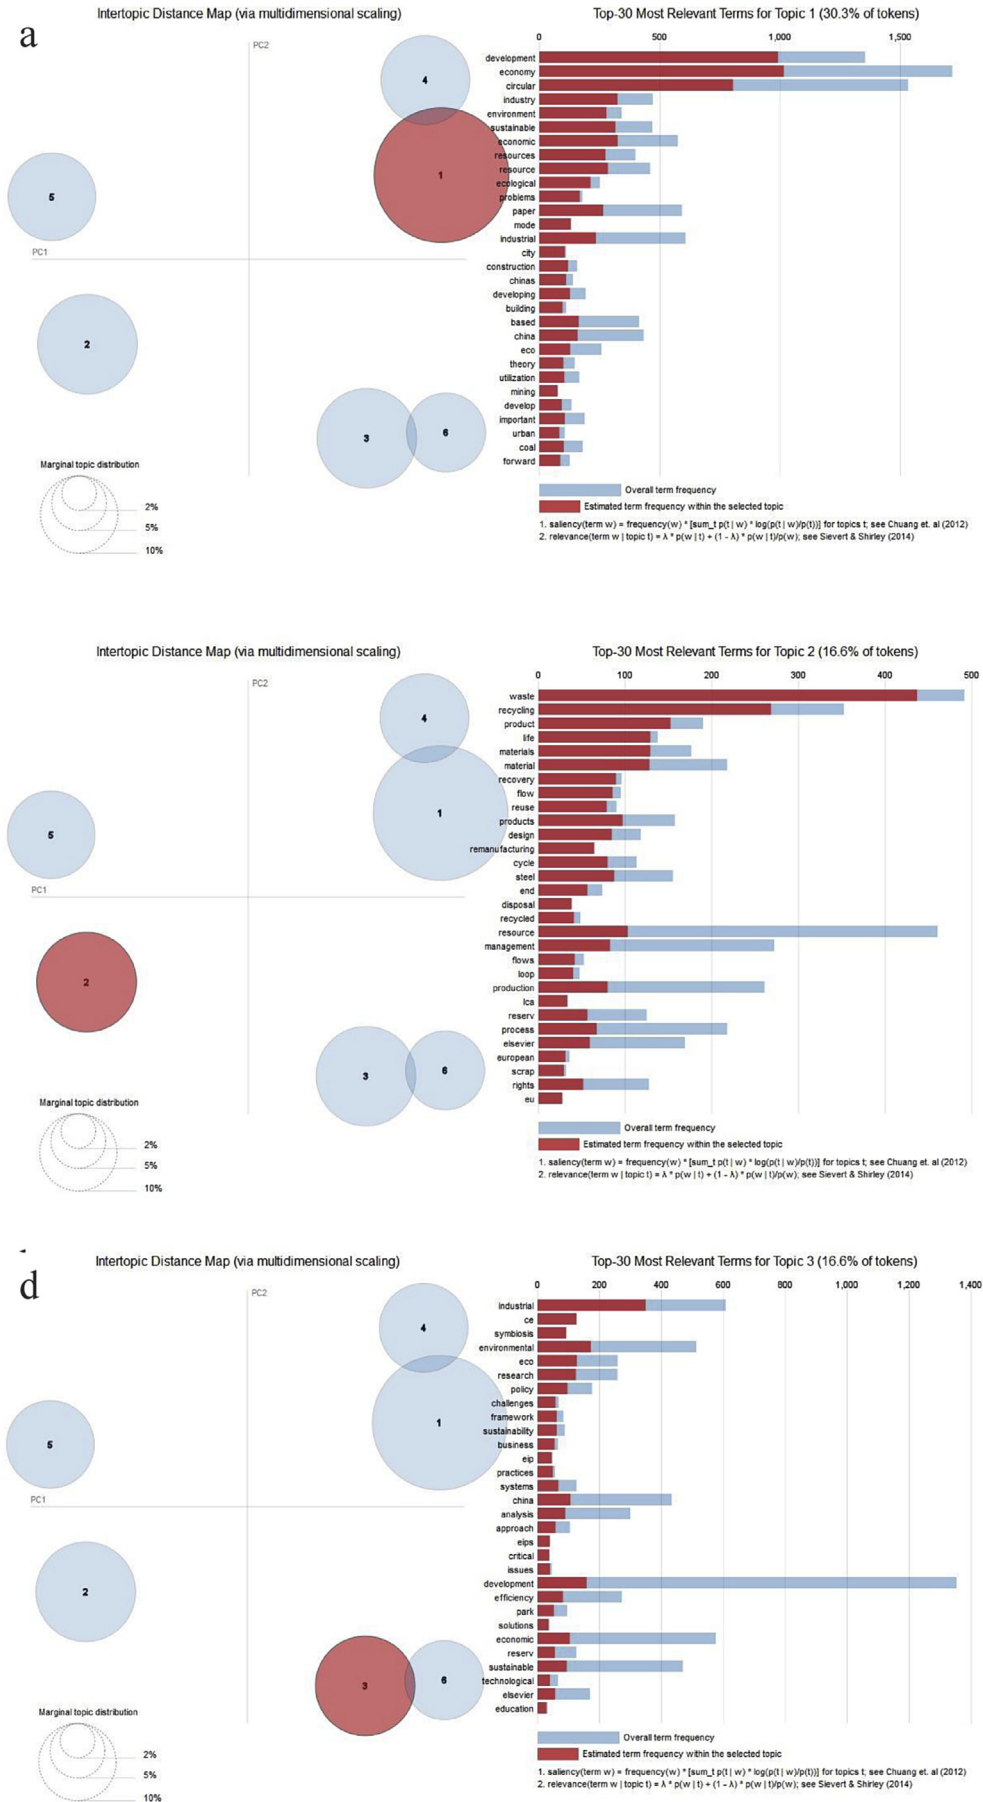 a
Intertopic Distance Map (via multidimensional scaling)
PC2
PC1
4
1
5
2
3
6
Marginal topic distribution
2%
5%
10%
Top-30 Most Relevant Terms for Topic 1 (30.3% of tokens)
0 500 1,000 1,500
development
economy
circular
industry
environment
sustainable
economic
resources
resource
ecological
problems
paper
mode
industrial
city
construction
chinas
developing
building
based
china
eco
theory
utilization
mining
develop
important
urban
coal
forward
Overall term frequency
Estimated term frequency within the selected topic
1. saliency(term w) = frequency(w) * [sum_t p(t | w) * log(p(t | w)/p(t))] for topics t; see Chuang et. al (2012)
2. relevance(term w | topic t) = λ * p(w | t) + (1 - λ) * p(w | t)/p(w); see Sievert & Shirley (2014)
Intertopic Distance Map (via multidimensional scaling)
PC2
PC1
4
1
5
2
3
6
Marginal topic distribution
2%
5%
10%
Top-30 Most Relevant Terms for Topic 2 (16.6% of tokens)
0 100 200 300 400 500
waste
recycling
product
life
materials
material
recovery
flow
reuse
products
design
remanufacturing
cycle
steel
end
disposal
recycled
resource
management
flows
loop
production
lca
reserv
process
elsevier
european
scrap
rights
eu
Overall term frequency
Estimated term frequency within the selected topic
1. saliency(term w) = frequency(w) * [sum_t p(t | w) * log(p(t | w)/p(t))] for topics t; see Chuang et. al (2012)
2. relevance(term w | topic t) = λ * p(w | t) + (1 - λ) * p(w | t)/p(w); see Sievert & Shirley (2014)
d
Intertopic Distance Map (via multidimensional scaling)
PC2
PC1
4
1
5
2
3
6
Marginal topic distribution
2%
5%
10%
Top-30 Most Relevant Terms for Topic 3 (16.6% of tokens)
0 200 400 600 800 1,000 1,200 1,400
industrial
ce
symbiosis
environmental
eco
research
policy
challenges
framework
sustainability
business
eip
practices
systems
china
analysis
approach
eips
critical
issues
development
efficiency
park
solutions
economic
reserv
sustainable
technological
elsevier
education
Overall term frequency
Estimated term frequency within the selected topic
1. saliency(term w) = frequency(w) * [sum_t p(t | w) * log(p(t | w)/p(t))] for topics t; see Chuang et. al (2012)
2. relevance(term w | topic t) = λ * p(w | t) + (1 - λ) * p(w | t)/p(w); see Sievert & Shirley (2014)